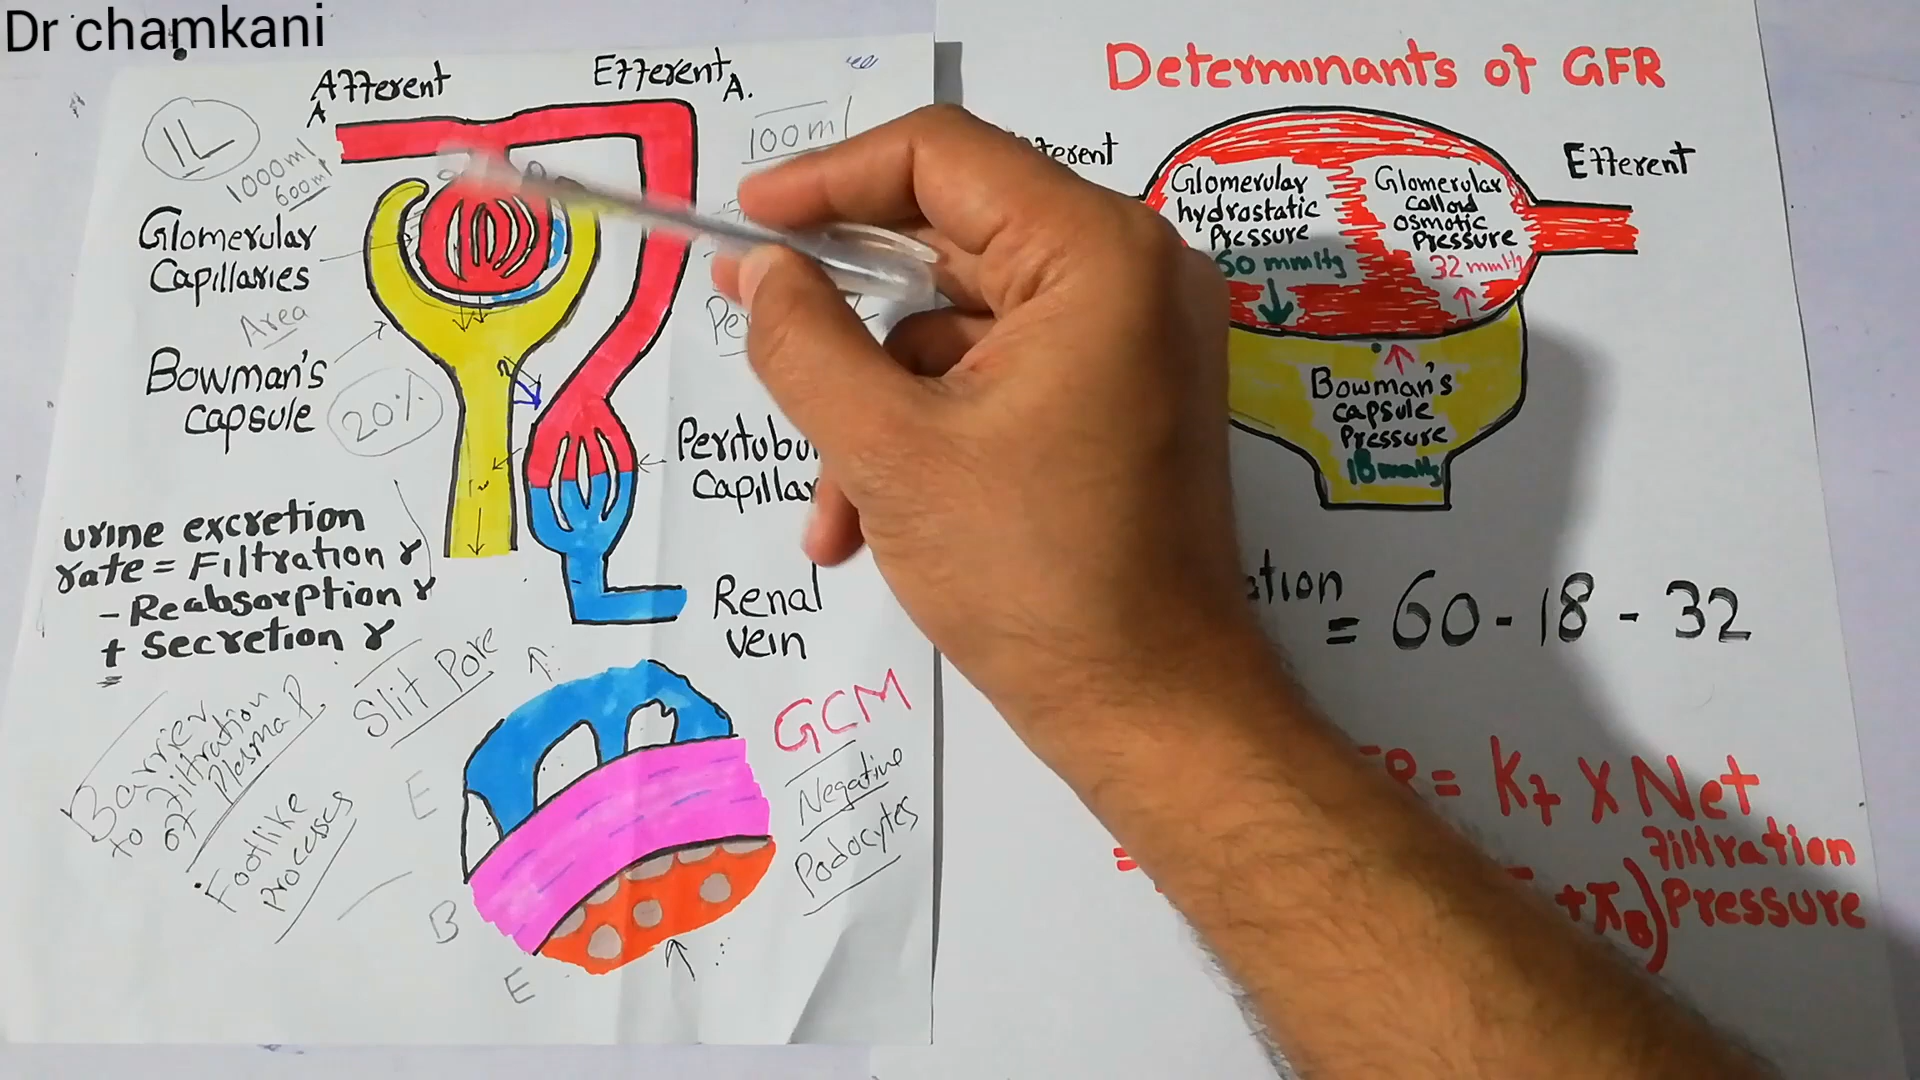 Dr chamkani
Afferent
A
Efferent
A.
1L
1000ml
600ml
100ml
Glomerular
Capillaries
Area
Bowman's
capsule
20%
Per
Capillar
Renal
vein
urine excretion
rate = Filtration r
- Reabsorption r
+ Secretion r
Slit Pore
Barrier
to filtration
of Plasma P.
Footlike
Processes
GCM
Negative
Podocytes
E
B
E
Determinants of GFR
Efferent
Glomerular
hydrostatic
Pressure
60 mmHg
Glomerular
colloid
osmotic
Pressure
32 mmHg
Bowman's
capsule
Pressure
18 mmHg
= 60 - 18 - 32
= Kf X Net
filtration
Pressure
+πB)